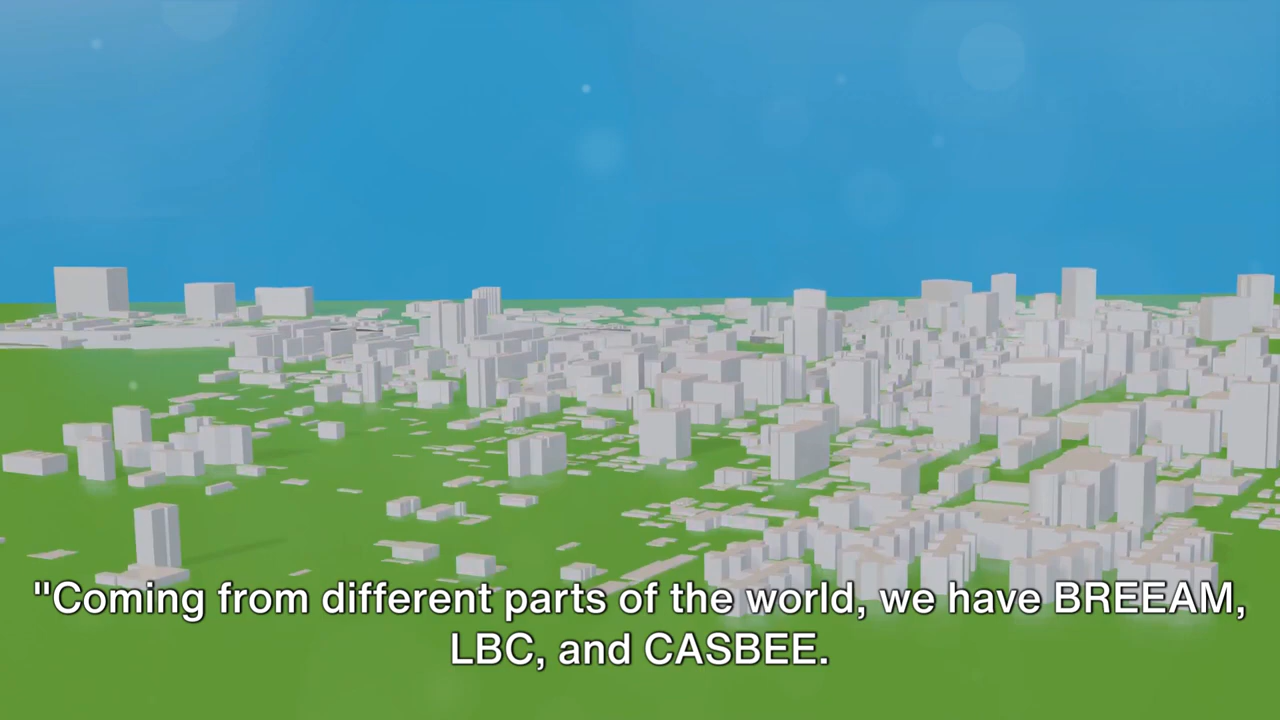 "Coming from different parts of the world, we have BREEAM,
LBC, and CASBEE.